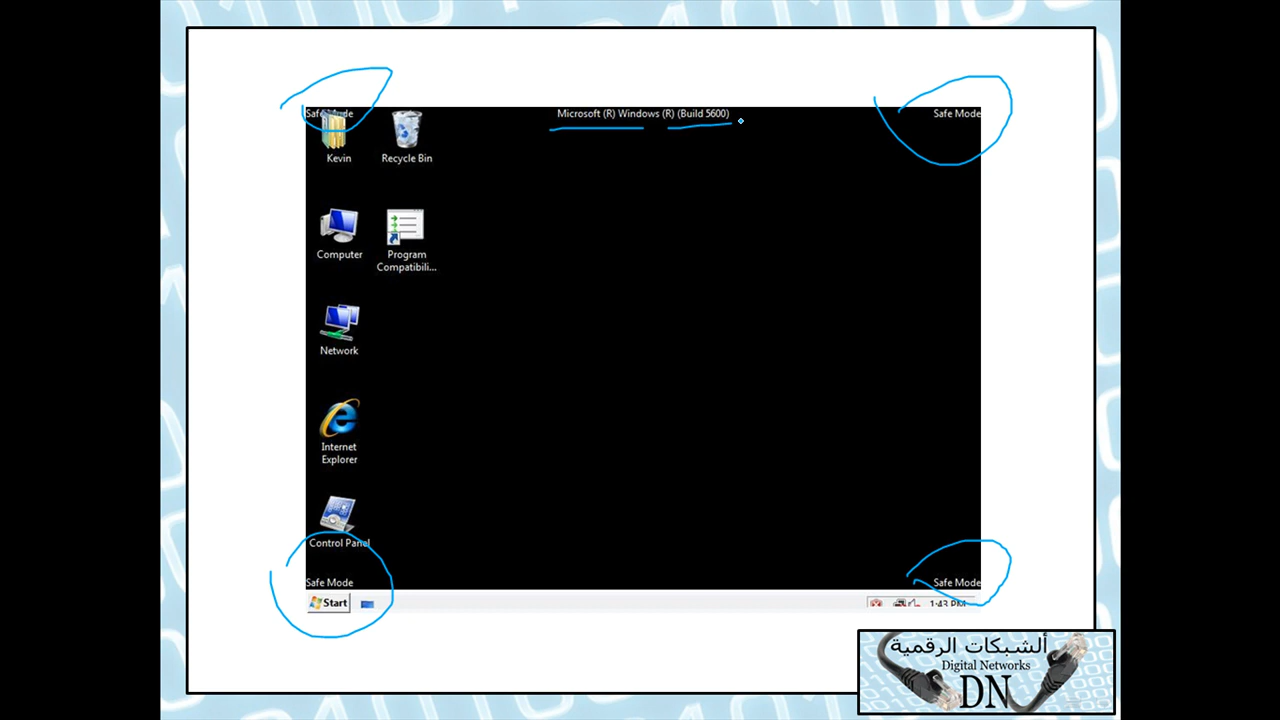 Safe Mode
Microsoft (R) Windows (R) (Build 5600)
Safe Mode
Kevin
Recycle Bin
Computer
Program
Compatibili...
Network
Internet
Explorer
Control Panel
Safe Mode
Safe Mode
Start
1:43 PM
ألشبكات الرقمية
Digital Networks
DN